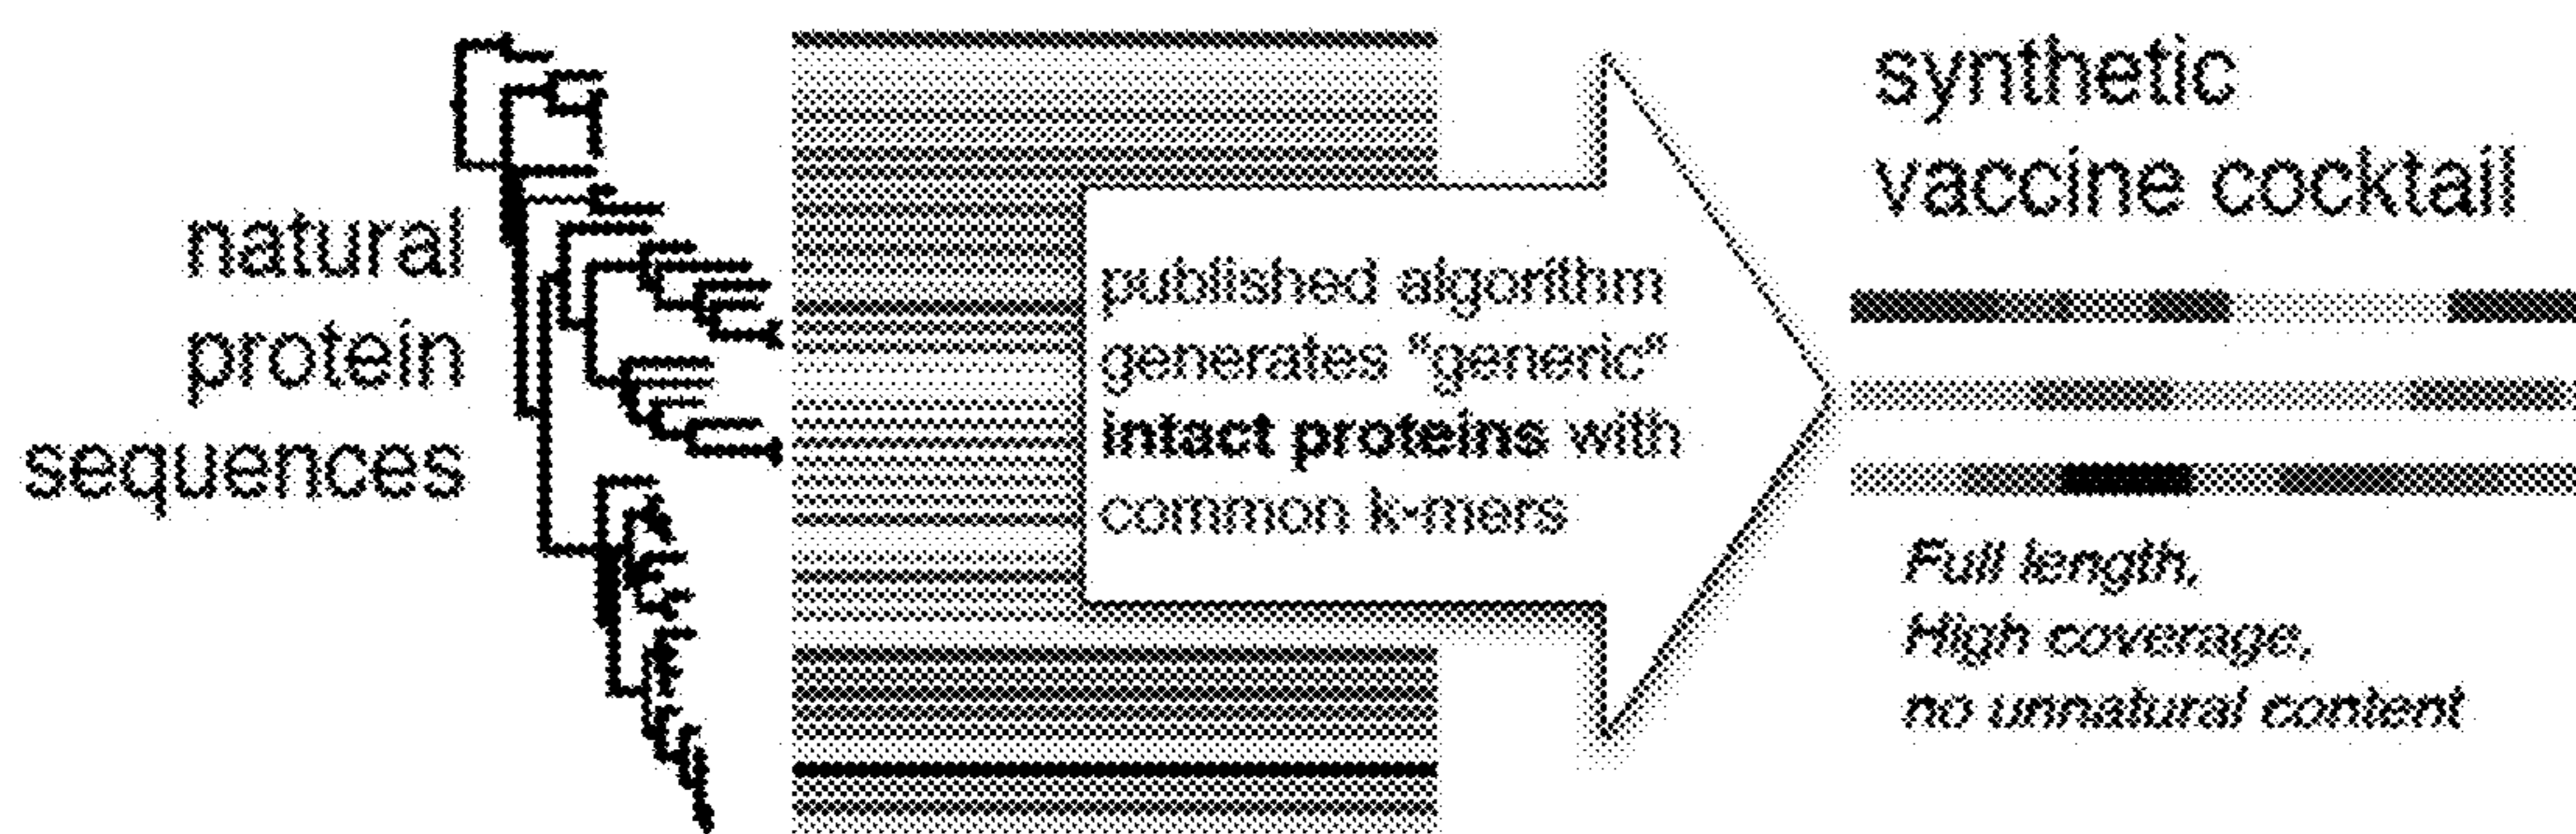 natural
protein
sequences
published algorithm
generates "generic"
intact proteins with
common k-mers
synthetic
vaccine cocktail
Full length,
High coverage,
no unnatural content